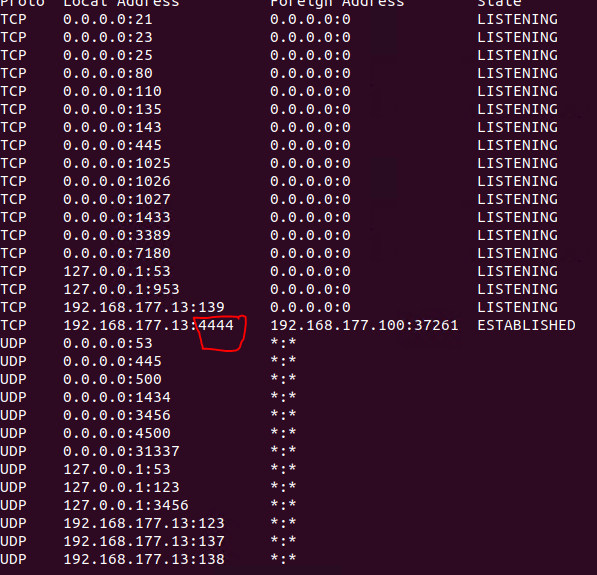 Proto Local Address Foreign Address State
TCP 0.0.0.0:21 0.0.0.0:0 LISTENING
TCP 0.0.0.0:23 0.0.0.0:0 LISTENING
TCP 0.0.0.0:25 0.0.0.0:0 LISTENING
TCP 0.0.0.0:80 0.0.0.0:0 LISTENING
TCP 0.0.0.0:110 0.0.0.0:0 LISTENING
TCP 0.0.0.0:135 0.0.0.0:0 LISTENING
TCP 0.0.0.0:143 0.0.0.0:0 LISTENING
TCP 0.0.0.0:445 0.0.0.0:0 LISTENING
TCP 0.0.0.0:1025 0.0.0.0:0 LISTENING
TCP 0.0.0.0:1026 0.0.0.0:0 LISTENING
TCP 0.0.0.0:1027 0.0.0.0:0 LISTENING
TCP 0.0.0.0:1433 0.0.0.0:0 LISTENING
TCP 0.0.0.0:3389 0.0.0.0:0 LISTENING
TCP 0.0.0.0:7180 0.0.0.0:0 LISTENING
TCP 127.0.0.1:53 0.0.0.0:0 LISTENING
TCP 127.0.0.1:953 0.0.0.0:0 LISTENING
TCP 192.168.177.13:139 0.0.0.0:0 LISTENING
TCP 192.168.177.13:4444 192.168.177.100:37261 ESTABLISHED
UDP 0.0.0.0:53 *:*
UDP 0.0.0.0:445 *:*
UDP 0.0.0.0:500 *:*
UDP 0.0.0.0:1434 *:*
UDP 0.0.0.0:3456 *:*
UDP 0.0.0.0:4500 *:*
UDP 0.0.0.0:31337 *:*
UDP 127.0.0.1:53 *:*
UDP 127.0.0.1:123 *:*
UDP 127.0.0.1:3456 *:*
UDP 192.168.177.13:123 *:*
UDP 192.168.177.13:137 *:*
UDP 192.168.177.13:138 *:*